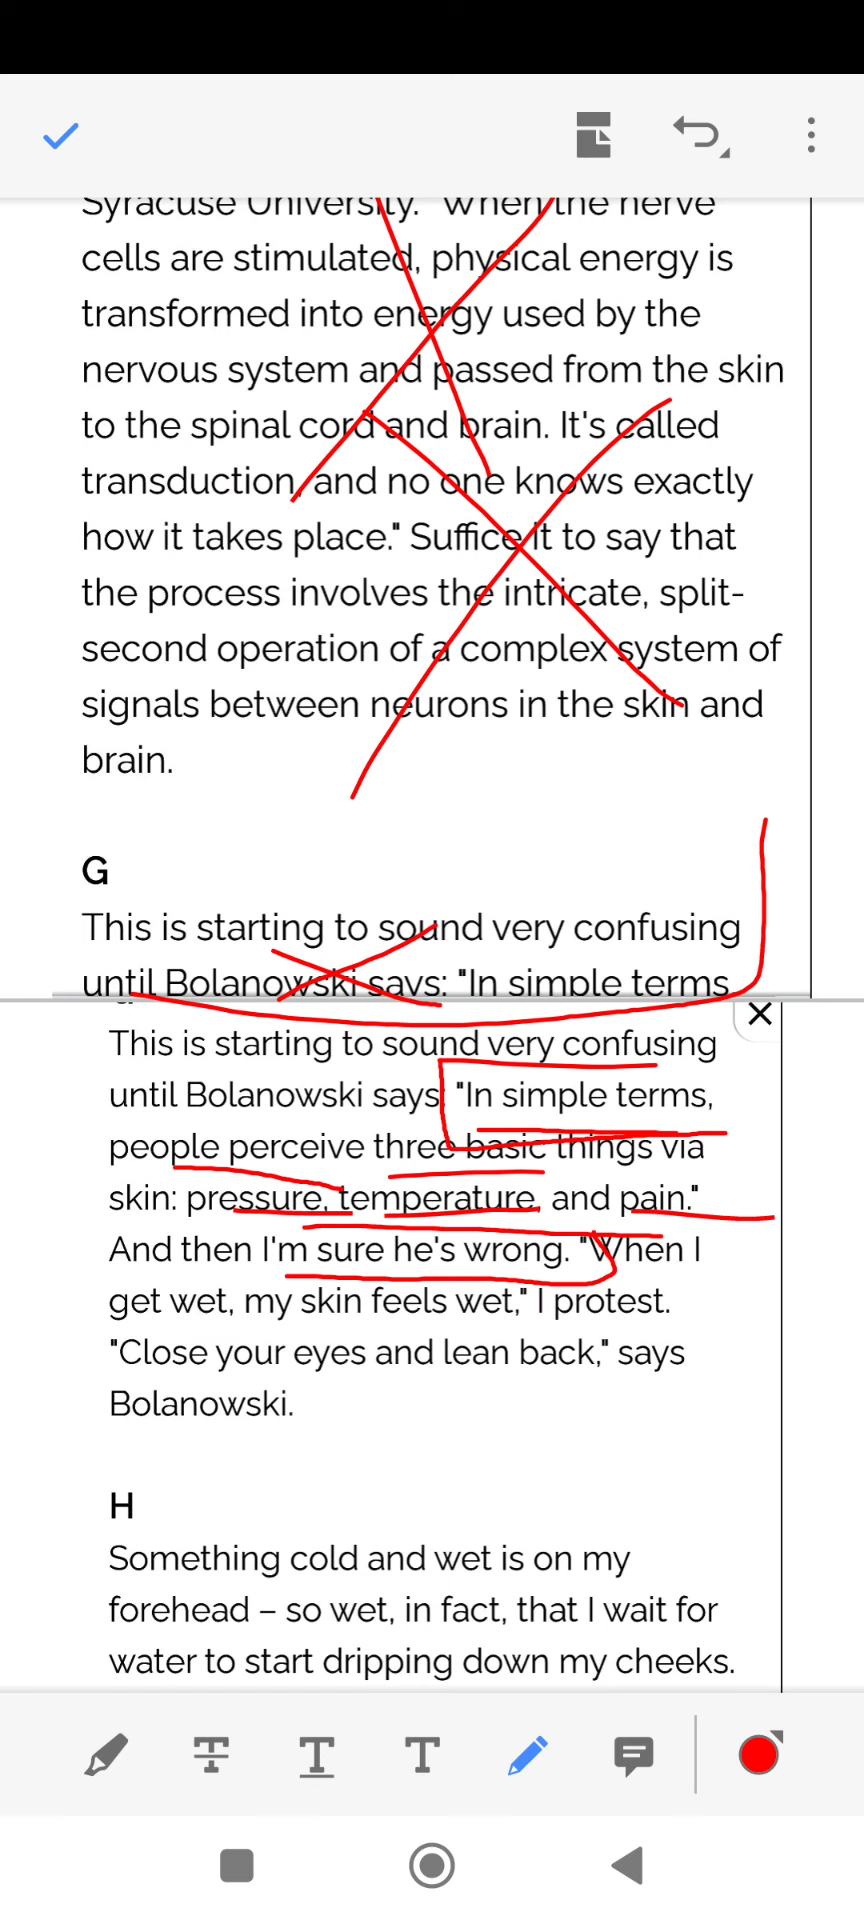 Syracuse University. "When the nerve
cells are stimulated, physical energy is
transformed into energy used by the
nervous system and passed from the skin
to the spinal cord and brain. It's called
transduction, and no one knows exactly
how it takes place." Suffice it to say that
the process involves the intricate, split-
second operation of a complex system of
signals between neurons in the skin and
brain.
G
This is starting to sound very confusing
until Bolanowski says: "In simple terms,
This is starting to sound very confusing
until Bolanowski says: "In simple terms,
people perceive three basic things via
skin: pressure, temperature, and pain."
And then I'm sure he's wrong. "When I
get wet, my skin feels wet," I protest.
"Close your eyes and lean back," says
Bolanowski.
H
Something cold and wet is on my
forehead – so wet, in fact, that I wait for
water to start dripping down my cheeks.